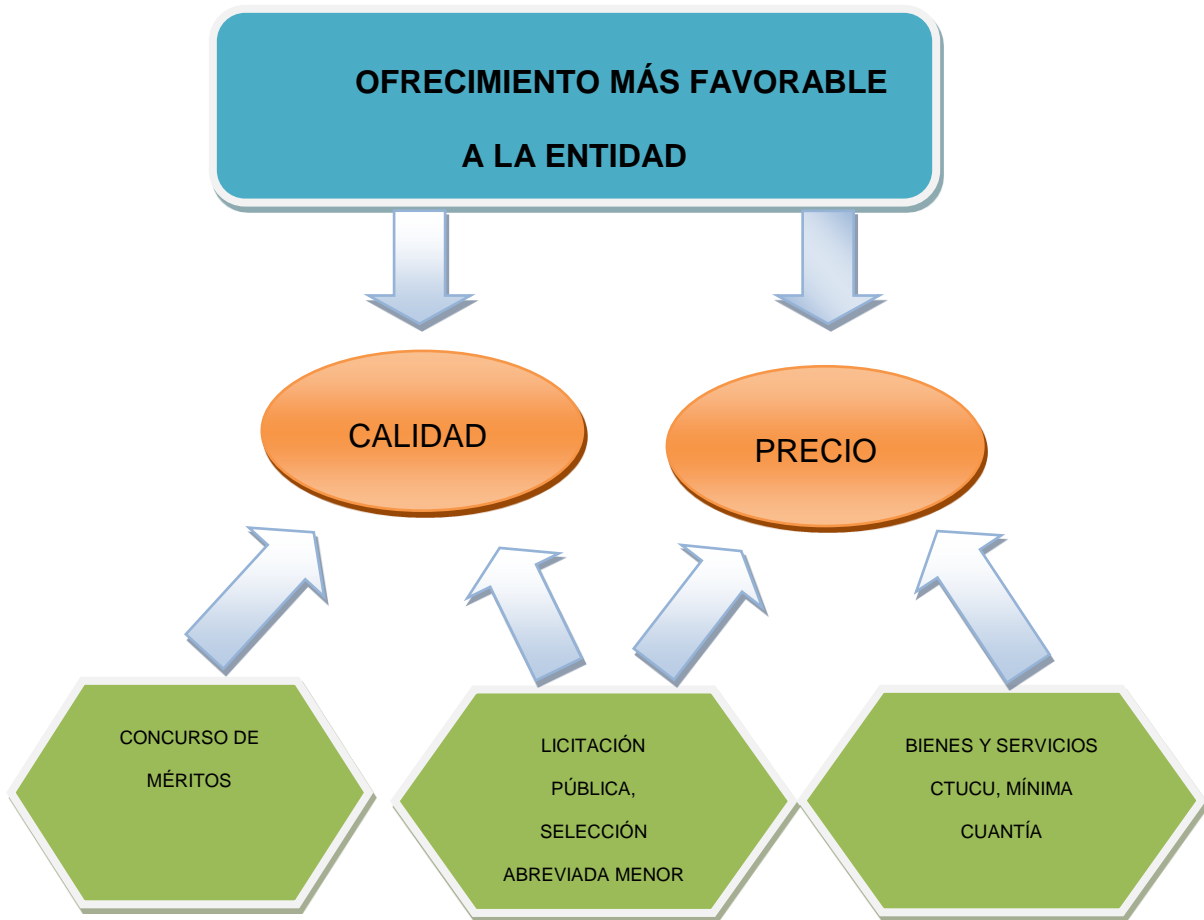 OFRECIMIENTO MÁS FAVORABLE
A LA ENTIDAD
CALIDAD
PRECIO
CONCURSO DE
MÉRITOS
LICITACIÓN
PÚBLICA,
SELECCIÓN
ABREVIADA MENOR
BIENES Y SERVICIOS
CTUCU, MÍNIMA
CUANTÍA